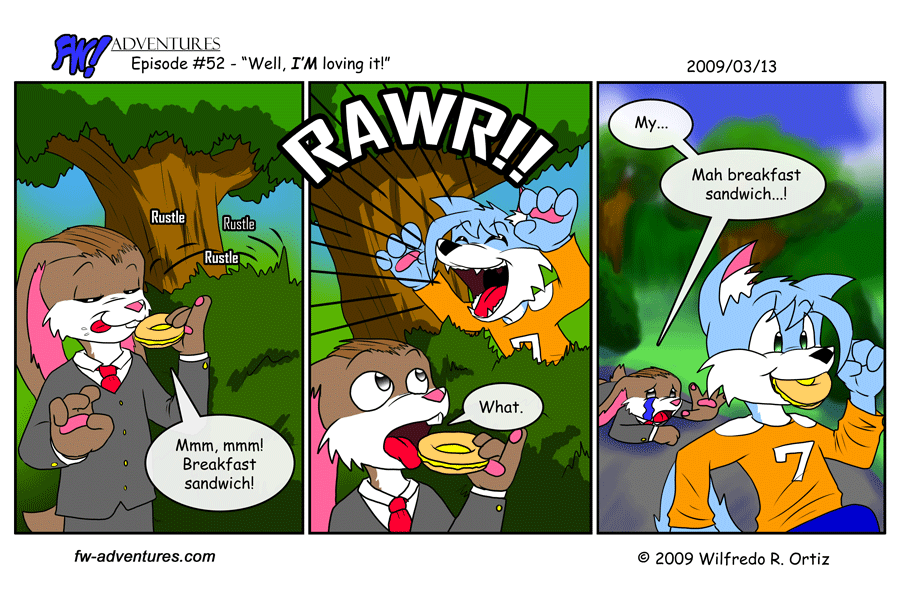 FW! ADVENTURES
Episode #52 - “Well, I'M loving it!”
2009/03/13
Rustle
Rustle
Rustle
Mmm, mmm!
Breakfast
sandwich!
RAWR!!
What.
7
My...
Mah breakfast
sandwich...!
7
fw-adventures.com
© 2009 Wilfredo R. Ortiz